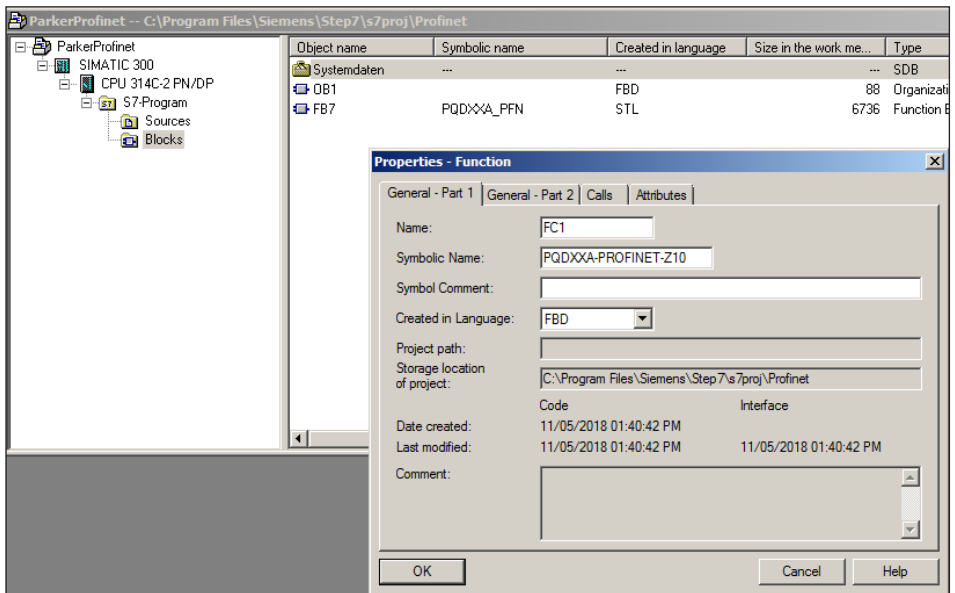 ParkerProfinet -- C:\Program Files\Siemens\Step7\s7proj\Profinet
ParkerProfinet
SIMATIC 300
CPU 314C-2 PN/DP
S7-Program
Sources
Blocks
Object name Symbolic name Created in language Size in the work me... Type
Systemdaten --- --- --- SDB
OB1 FBD 88 Organizati
FB7 PQDXXA_PFN STL 6736 Function B
Properties - Function
General - Part 1 General - Part 2 Calls Attributes
Name: FC1
Symbolic Name: PQDXXA-PROFINET-Z10
Symbol Comment:
Created in Language: FBD
Project path:
Storage location
of project: C:\Program Files\Siemens\Step7\s7proj\Profinet
Code Interface
Date created: 11/05/2018 01:40:42 PM
Last modified: 11/05/2018 01:40:42 PM 11/05/2018 01:40:42 PM
Comment:
OK Cancel Help